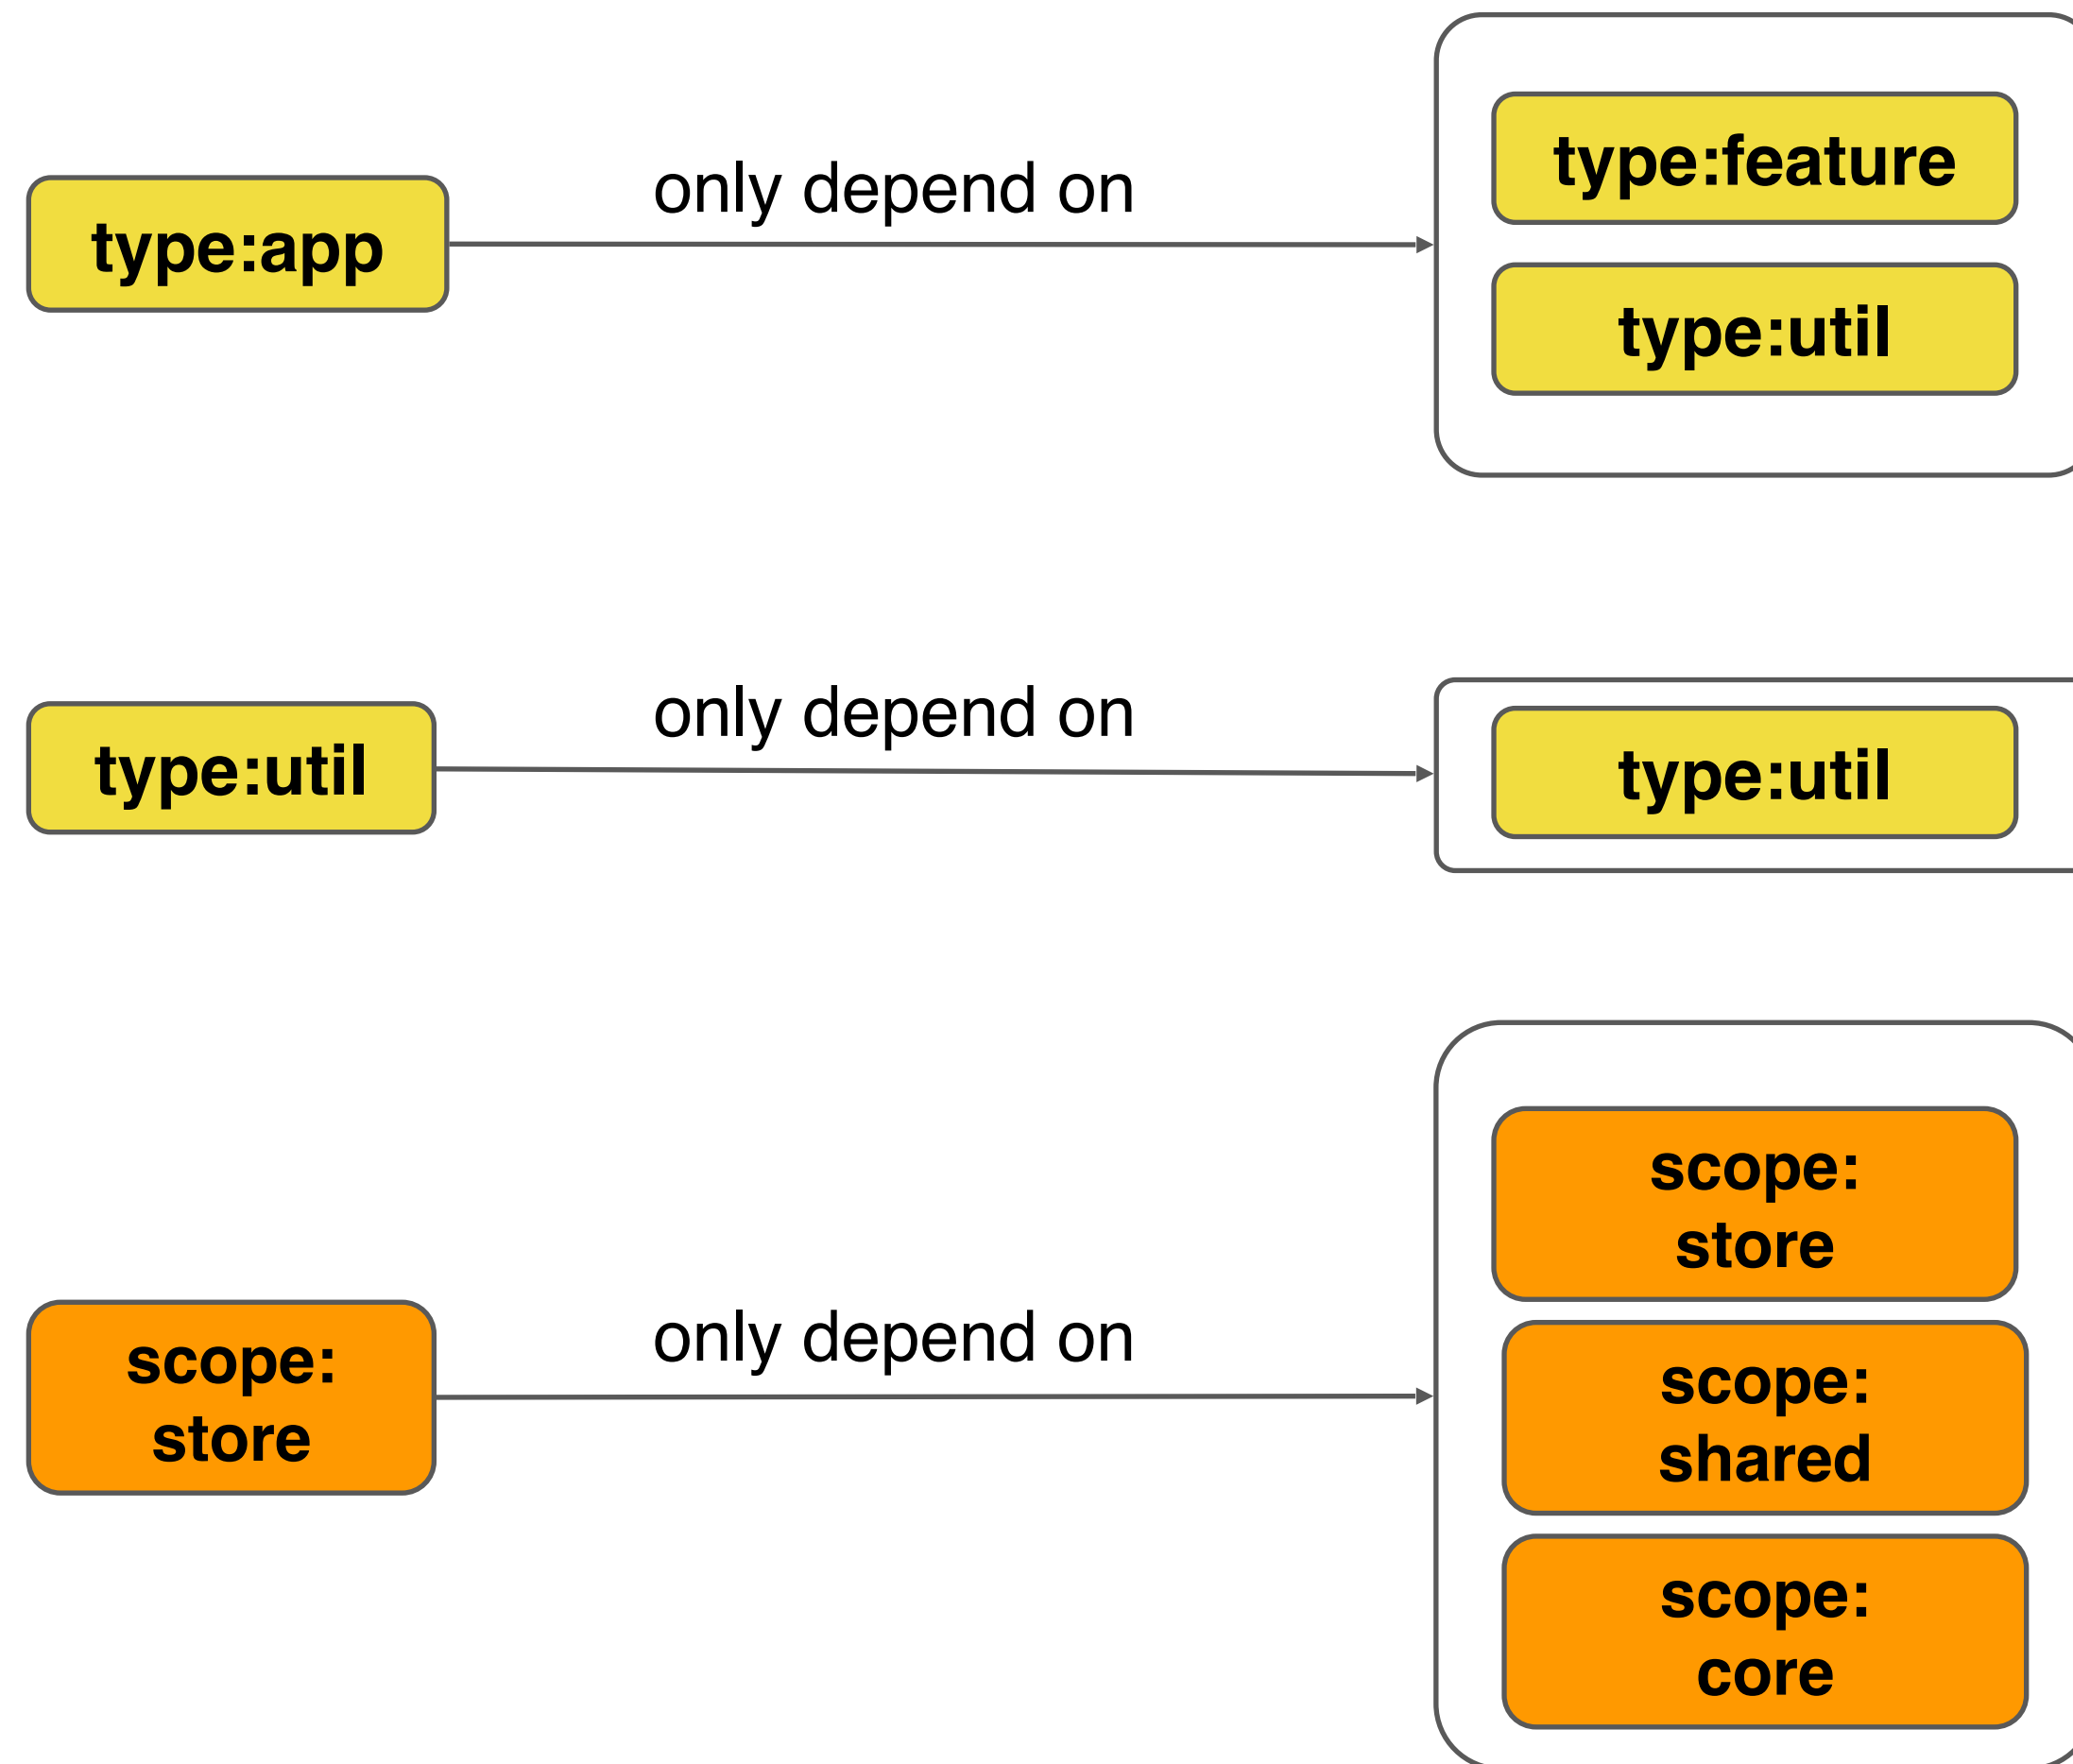 type:app
only depend on
type:feature
type:util
type:util
only depend on
type:util
scope:
store
only depend on
scope:
store
scope:
shared
scope:
core